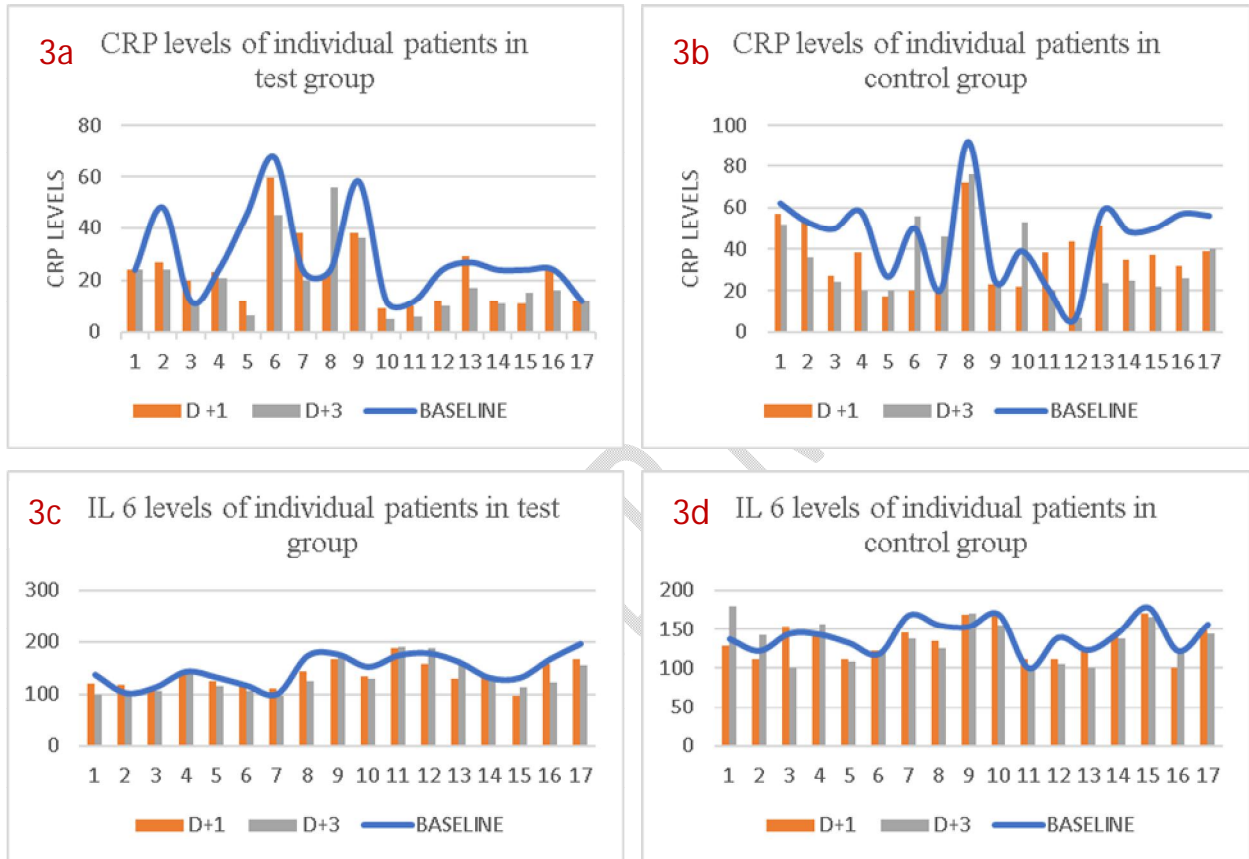 3a CRP levels of individual patients in
test group
CRP LEVELS
80
60
40
20
0
1 2 3 4 5 6 7 8 9 10 11 12 13 14 15 16 17
D +1 D+3 BASELINE
3b CRP levels of individual patients in
control group
CRP LEVELS
100
80
60
40
20
0
1 2 3 4 5 6 7 8 9 10 11 12 13 14 15 16 17
D+1 D+3 BASELINE
3c IL 6 levels of individual patients in test
group
300
200
100
0
1 2 3 4 5 6 7 8 9 10 11 12 13 14 15 16 17
D+1 D+3 BASELINE
3d IL 6 levels of individual patients in
control group
200
150
100
50
0
1 2 3 4 5 6 7 8 9 10 11 12 13 14 15 16 17
D+1 D+3 BASELINE